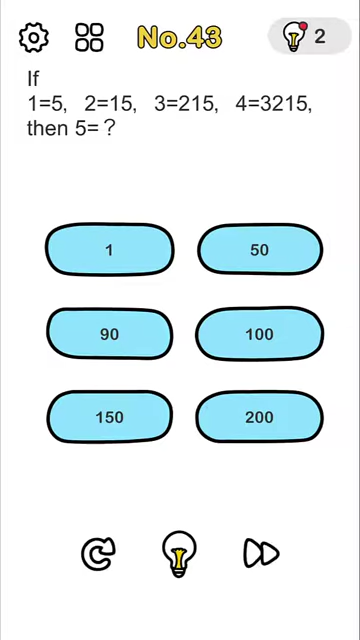 No.43
2
If
1=5, 2=15, 3=215, 4=3215,
then 5=？
1
50
90
100
150
200